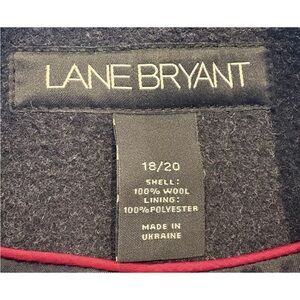 LANE BRYANT
18/20
SHELL:
100% WOOL
LINING:
100% POLYESTER
MADE IN
UKRAINE